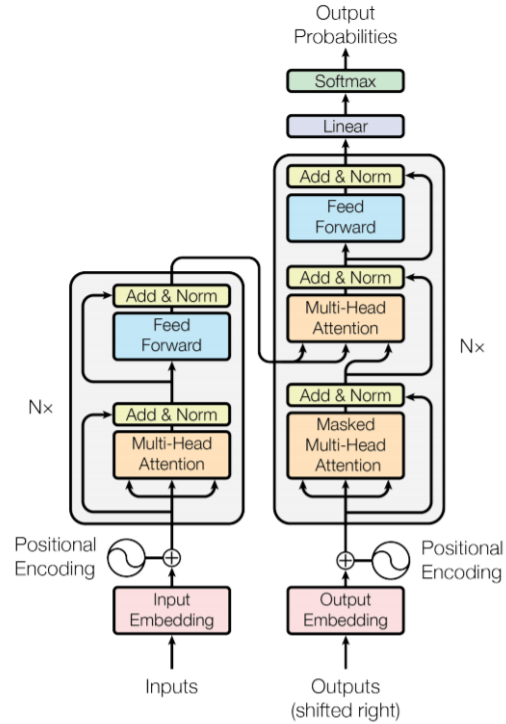 Output
Probabilities
Softmax
Linear
Add & Norm
Feed
Forward
Add & Norm
Multi-Head
Attention
Add & Norm
Masked
Multi-Head
Attention
N×
Add & Norm
Feed
Forward
Add & Norm
Multi-Head
Attention
N×
Positional
Encoding
Positional
Encoding
Input
Embedding
Output
Embedding
Inputs
Outputs
(shifted right)